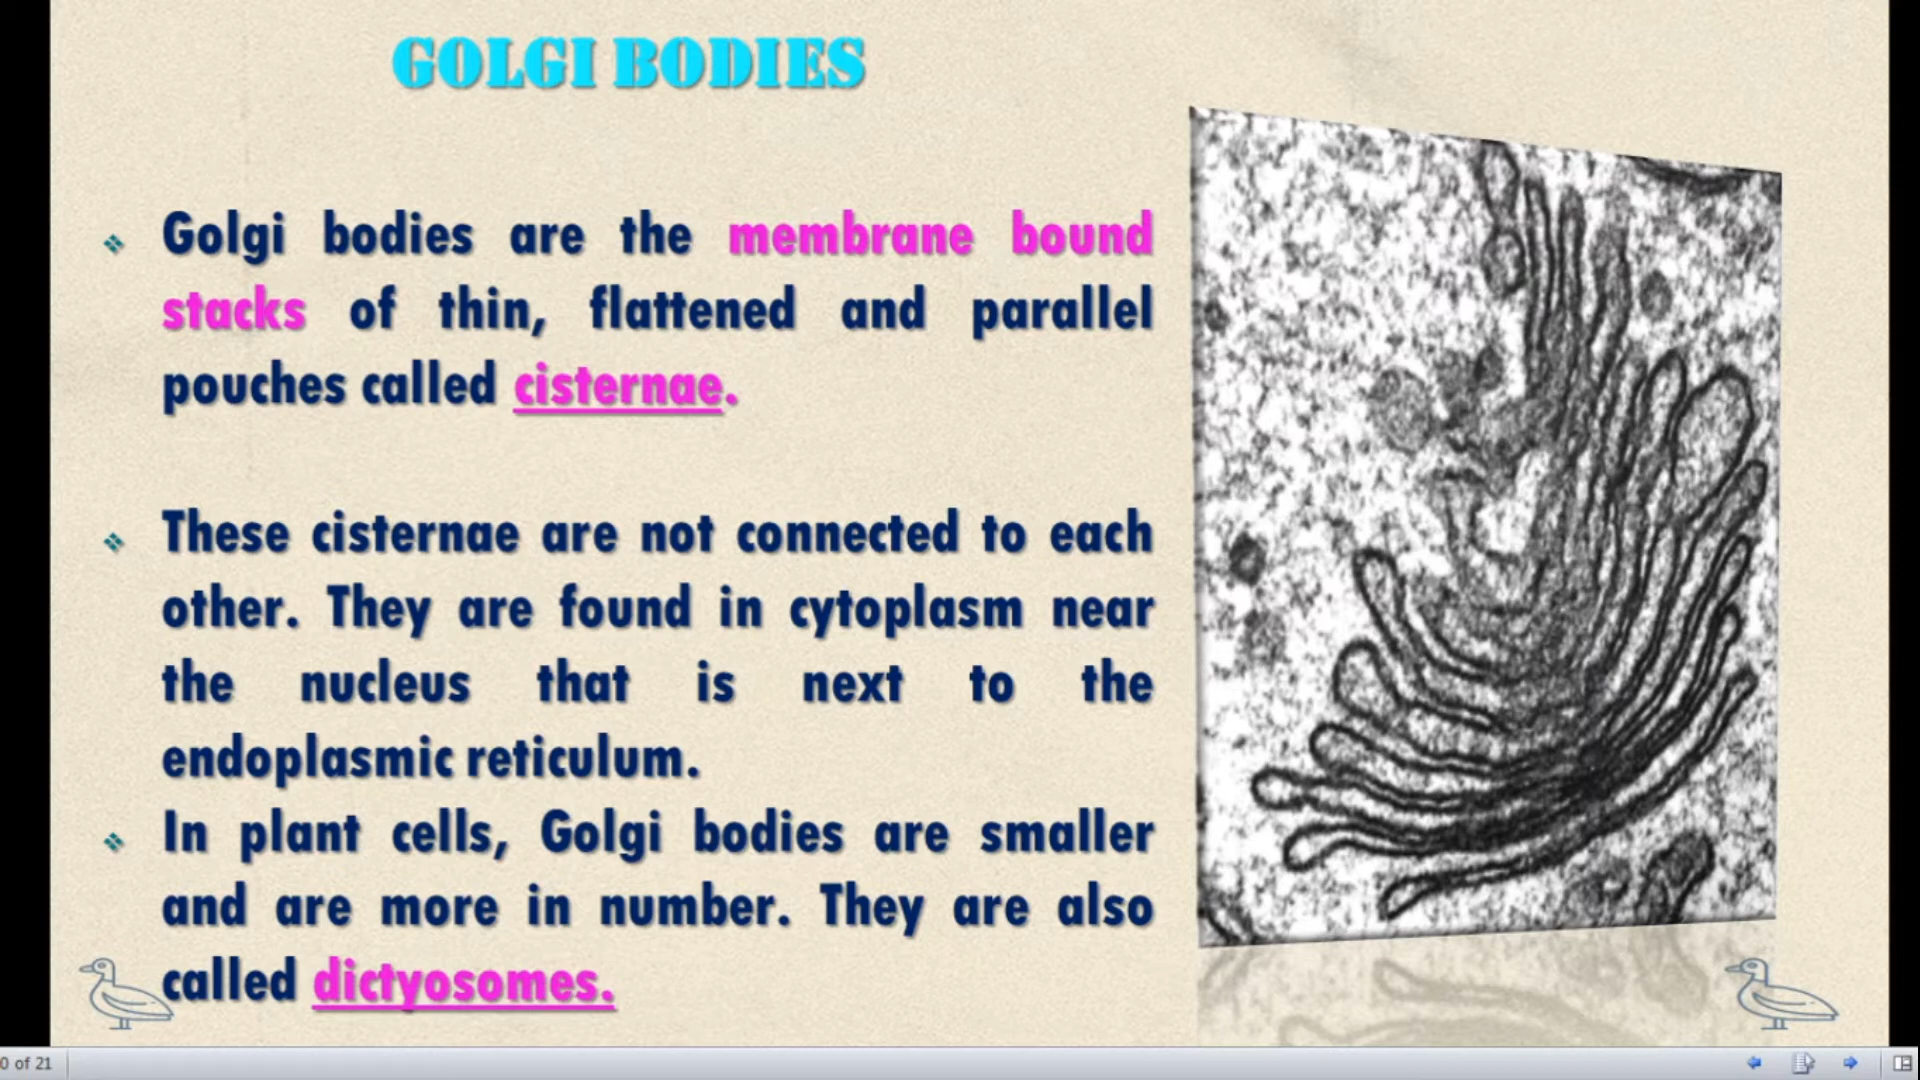 GOLGI BODIES
Golgi bodies are the membrane bound
stacks of thin, flattened and parallel
pouches called cisternae.
These cisternae are not connected to each
other. They are found in cytoplasm near
the nucleus that is next to the
endoplasmic reticulum.
In plant cells, Golgi bodies are smaller
and are more in number. They are also
called dictyosomes.
0 of 21